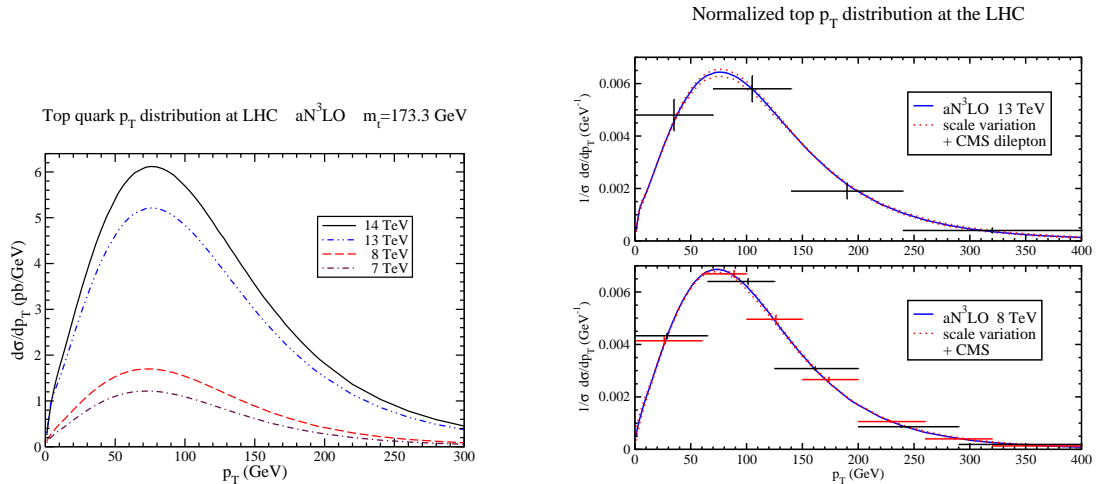 Top quark p_T distribution at LHC aN^3LO m_t=173.3 GeV
dσ/dp_T (pb/GeV)
6
5
4
3
2
1
0
0 50 100 150 200 250 300
p_T (GeV)
14 TeV
13 TeV
8 TeV
7 TeV
Normalized top p_T distribution at the LHC
0 50 100 150 200 250 300 350 400
p_T (GeV)
1/σ dσ/dp_T (GeV^-1)
0.006
0.004
0.002
0
aN^3LO 13 TeV
scale variation
+ CMS dilepton
1/σ dσ/dp_T (GeV^-1)
0.006
0.004
0.002
0
aN^3LO 8 TeV
scale variation
+ CMS
0 50 100 150 200 250 300 350 400
p_T (GeV)